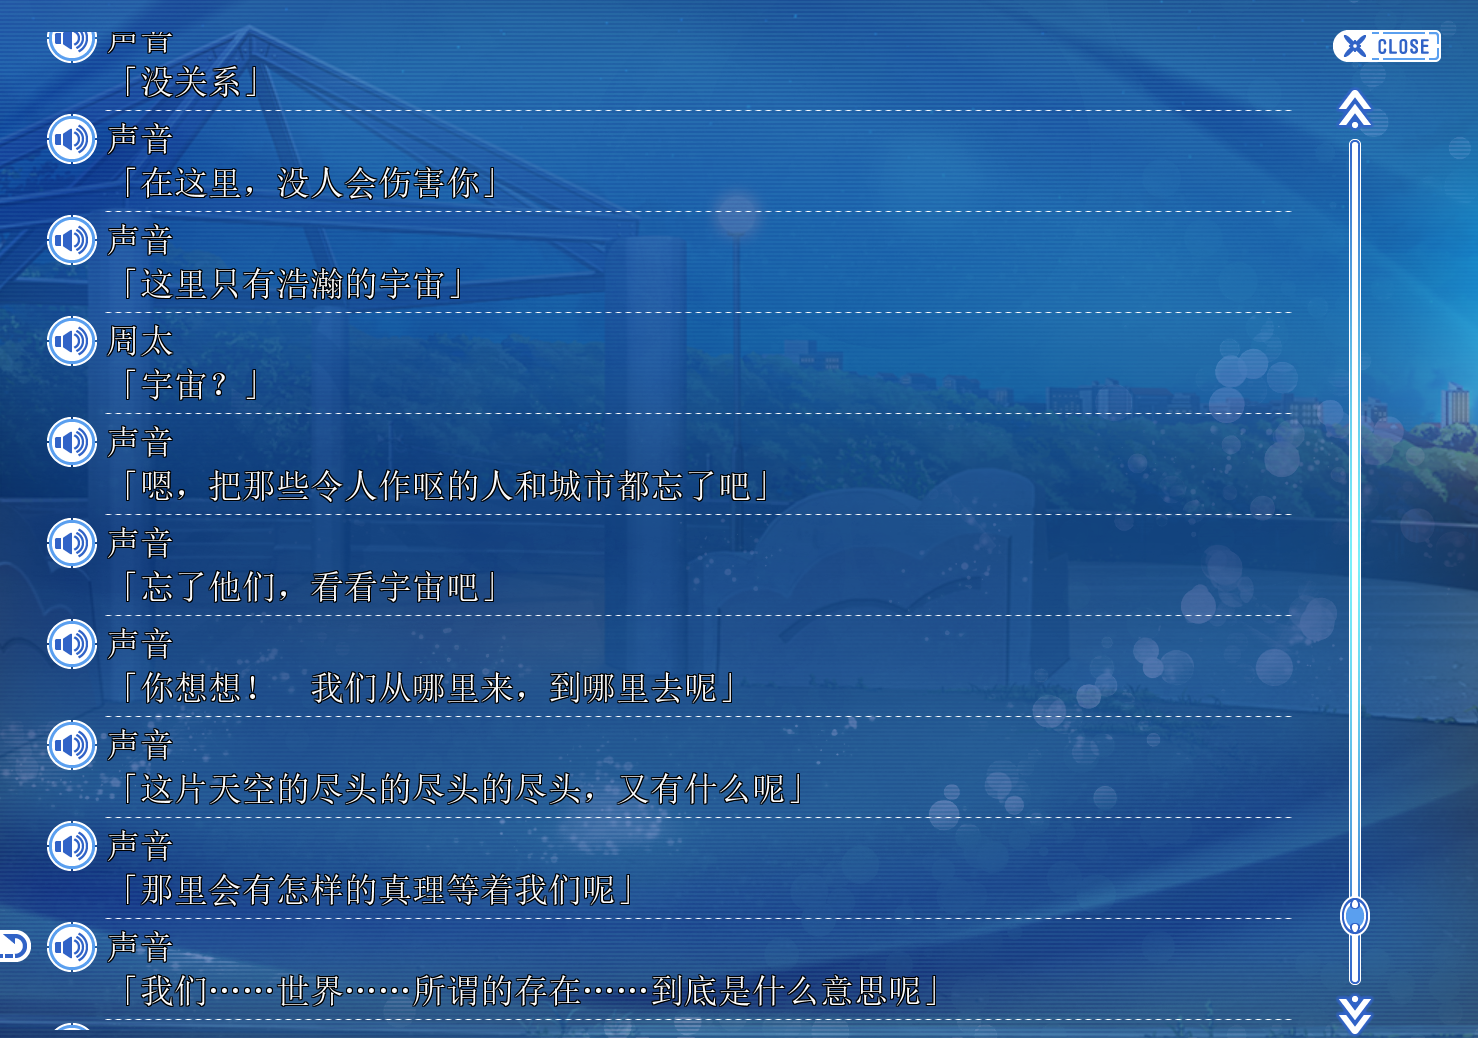 CLOSE
声音
「没关系」
声音
「在这里，没人会伤害你」
声音
「这里只有浩瀚的宇宙」
周太
「宇宙？」
声音
「嗯，把那些令人作呕的人和城市都忘了吧」
声音
「忘了他们，看看宇宙吧」
声音
「你想想！　我们从哪里来，到哪里去呢」
声音
「这片天空的尽头的尽头的尽头，又有什么呢」
声音
「那里会有怎样的真理等着我们呢」
声音
「我们……世界……所谓的存在……到底是什么意思呢」